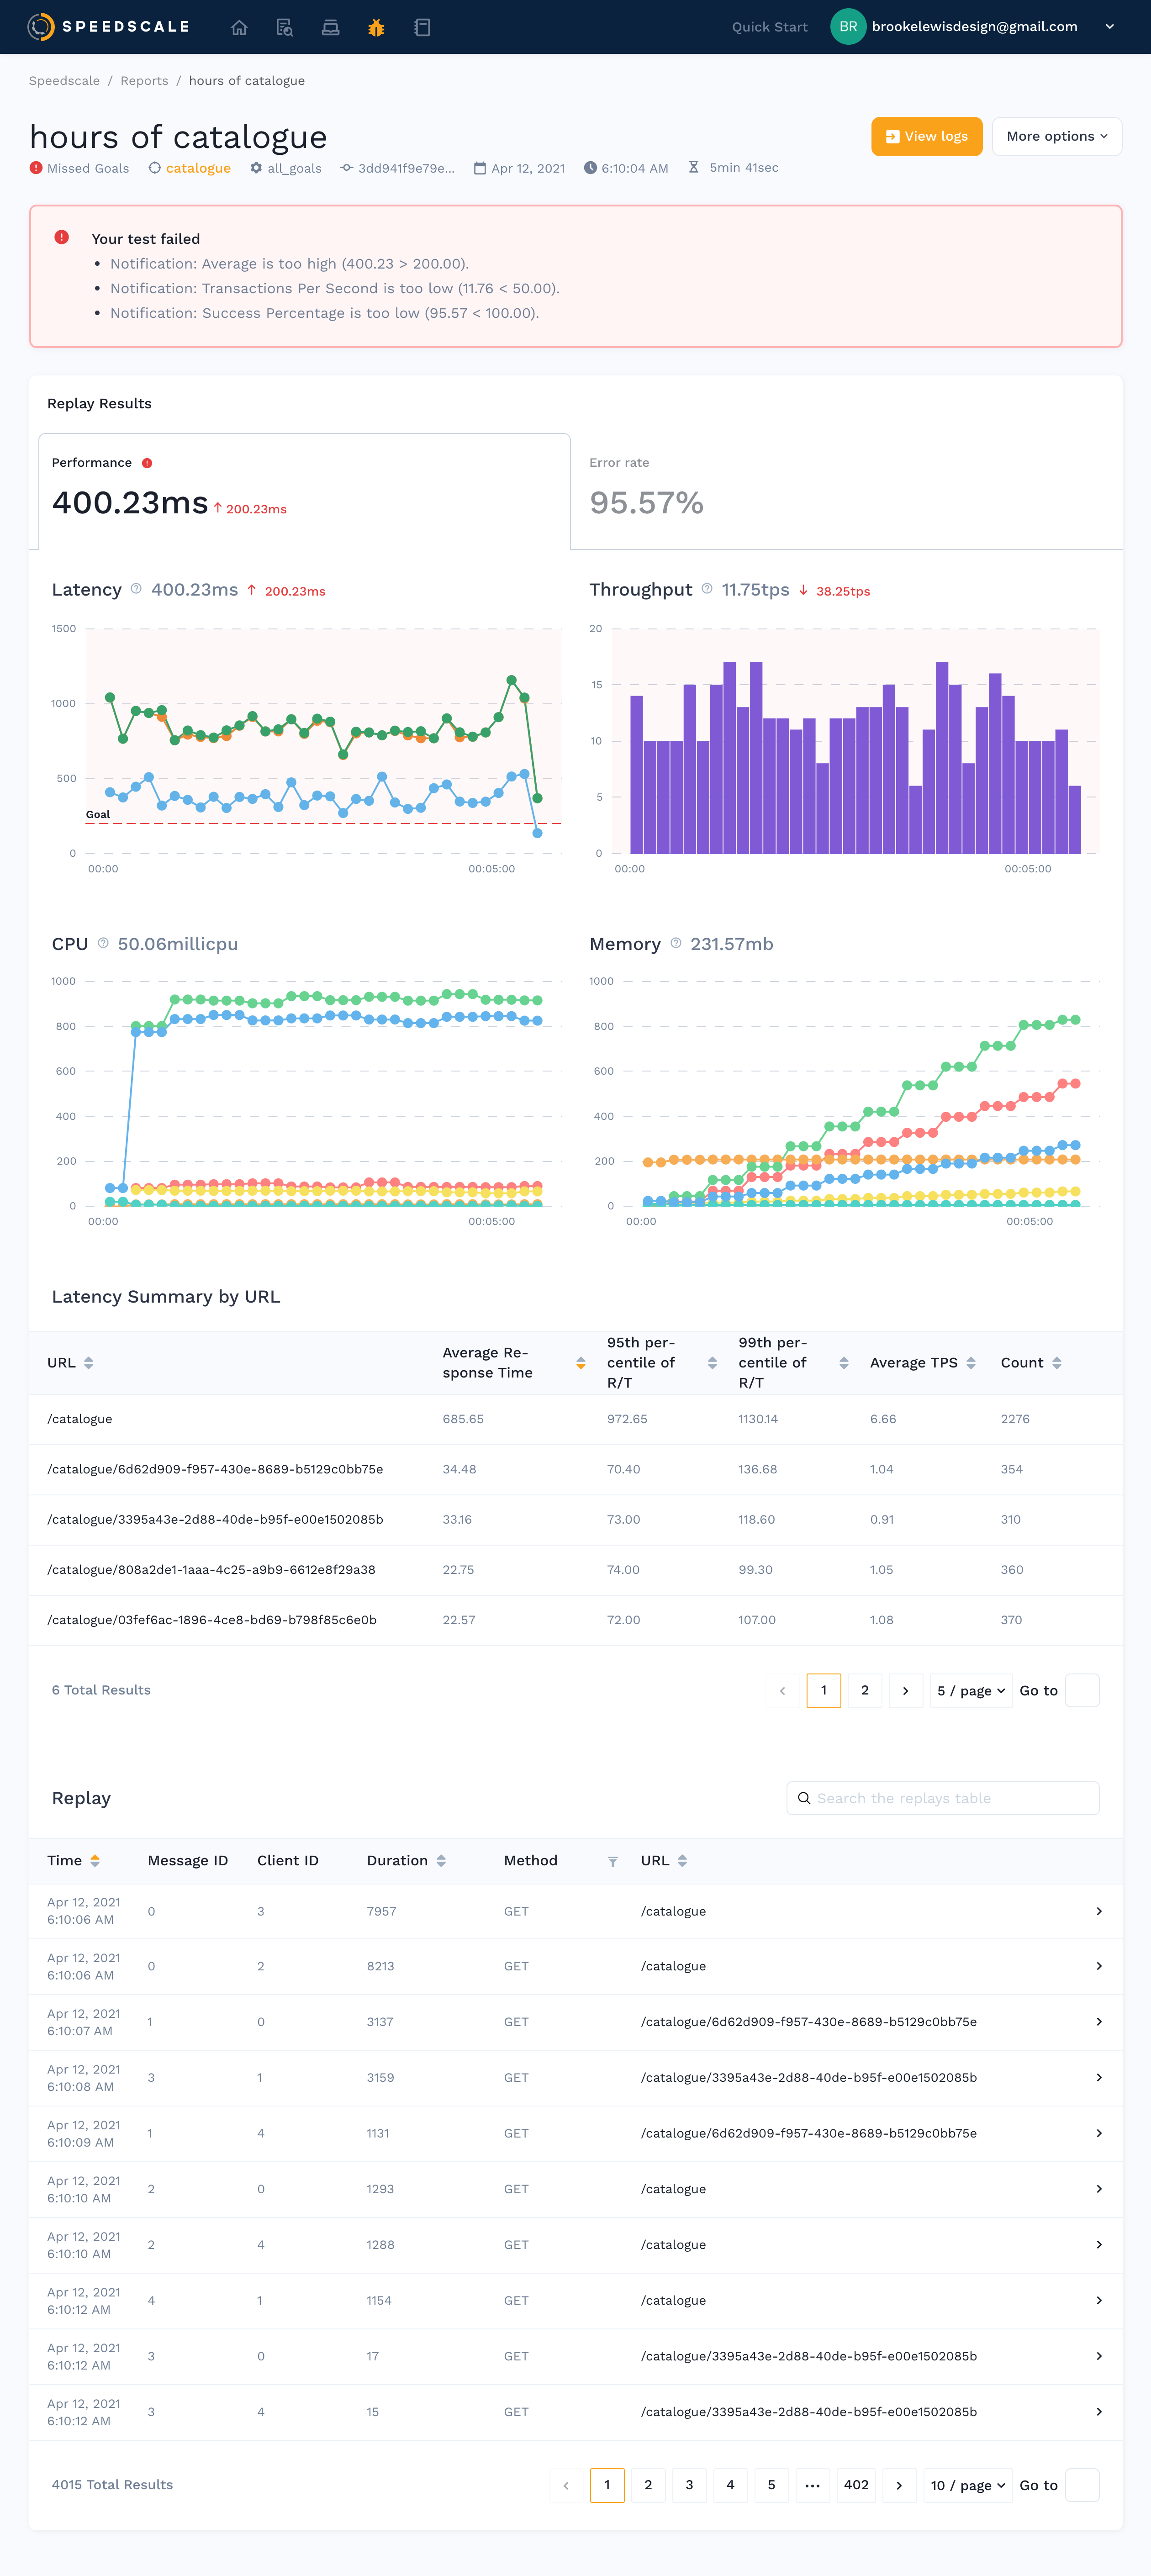 SPEEDSCALE
Quick Start BR brookelewisdesign@gmail.com
Speedscale / Reports / hours of catalogue
hours of catalogue
View logs More options
Missed Goals catalogue all_goals 3dd941f9e79e... Apr 12, 2021 6:10:04 AM 5min 41sec
Your test failed
• Notification: Average is too high (400.23 > 200.00).
• Notification: Transactions Per Second is too low (11.76 < 50.00).
• Notification: Success Percentage is too low (95.57 < 100.00).
Replay Results
Performance
400.23ms ↑ 200.23ms
Error rate
95.57%
Latency 400.23ms ↑ 200.23ms
1500
1000
500
Goal
0
00:00 00:05:00
Throughput 11.75tps ↓ 38.25tps
20
15
10
5
0
00:00 00:05:00
CPU 50.06millicpu
1000
800
600
400
200
0
00:00 00:05:00
Memory 231.57mb
1000
800
600
400
200
0
00:00 00:05:00
Latency Summary by URL
URL Average Re-
sponse Time 95th per-
centile of
R/T 99th per-
centile of
R/T Average TPS Count
/catalogue 685.65 972.65 1130.14 6.66 2276
/catalogue/6d62d909-f957-430e-8689-b5129c0bb75e 34.48 70.40 136.68 1.04 354
/catalogue/3395a43e-2d88-40de-b95f-e00e1502085b 33.16 73.00 118.60 0.91 310
/catalogue/808a2de1-1aaa-4c25-a9b9-6612e8f29a38 22.75 74.00 99.30 1.05 360
/catalogue/03fef6ac-1896-4ce8-bd69-b798f85c6e0b 22.57 72.00 107.00 1.08 370
6 Total Results 1 2 5 / page Go to
Replay Search the replays table
Time Message ID Client ID Duration Method URL
Apr 12, 2021
6:10:06 AM 0 3 7957 GET /catalogue
Apr 12, 2021
6:10:06 AM 0 2 8213 GET /catalogue
Apr 12, 2021
6:10:07 AM 1 0 3137 GET /catalogue/6d62d909-f957-430e-8689-b5129c0bb75e
Apr 12, 2021
6:10:08 AM 3 1 3159 GET /catalogue/3395a43e-2d88-40de-b95f-e00e1502085b
Apr 12, 2021
6:10:09 AM 1 4 1131 GET /catalogue/6d62d909-f957-430e-8689-b5129c0bb75e
Apr 12, 2021
6:10:10 AM 2 0 1293 GET /catalogue
Apr 12, 2021
6:10:10 AM 2 4 1288 GET /catalogue
Apr 12, 2021
6:10:12 AM 4 1 1154 GET /catalogue
Apr 12, 2021
6:10:12 AM 3 0 17 GET /catalogue/3395a43e-2d88-40de-b95f-e00e1502085b
Apr 12, 2021
6:10:12 AM 3 4 15 GET /catalogue/3395a43e-2d88-40de-b95f-e00e1502085b
4015 Total Results 1 2 3 4 5 ••• 402 10 / page Go to